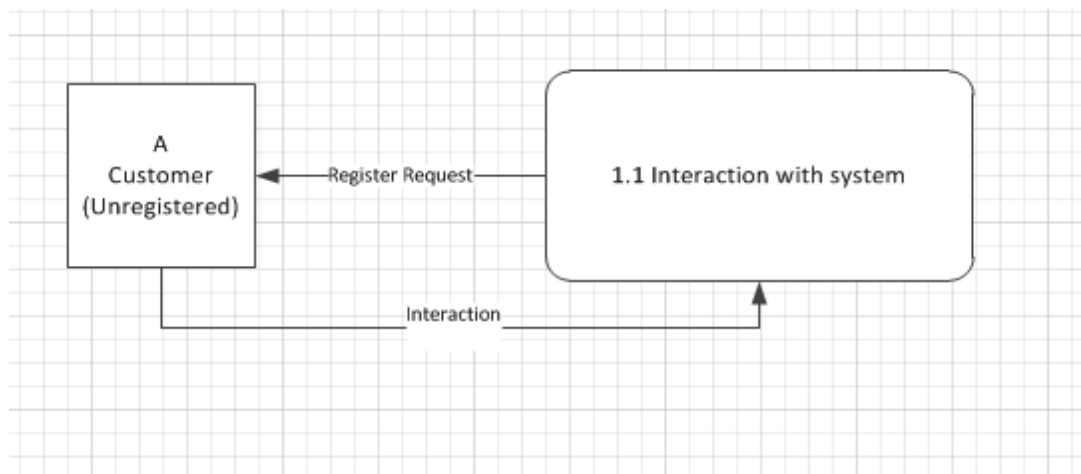 A
Customer
(Unregistered)
Register Request
1.1 Interaction with system
Interaction